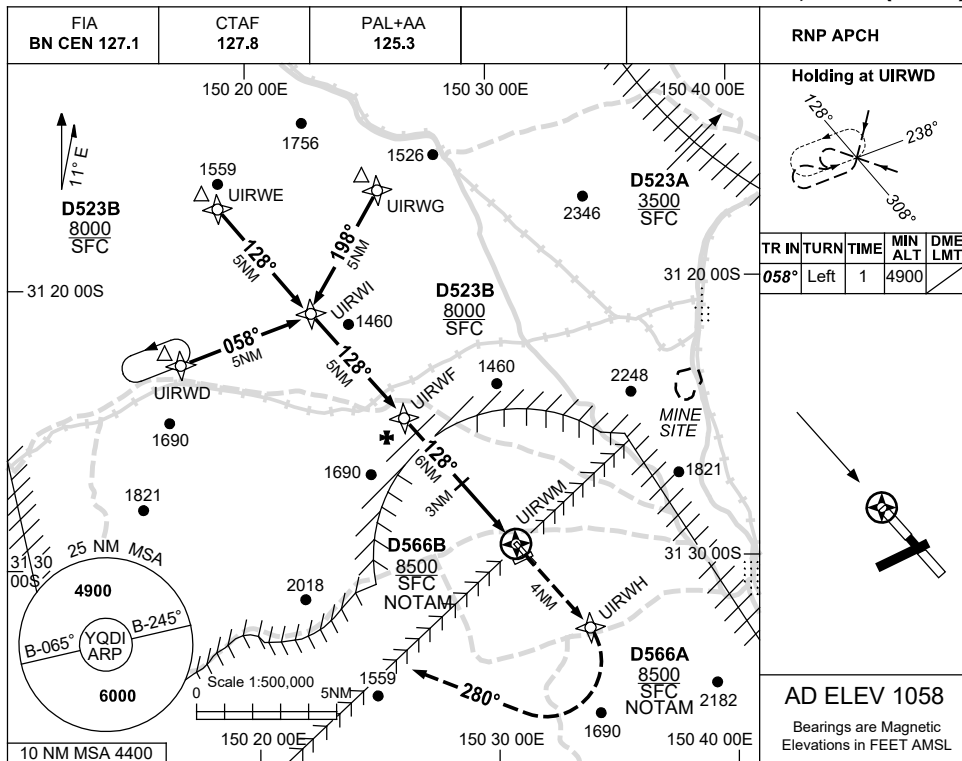 FIA
BN CEN 127.1
CTAF
127.8
PAL+AA
125.3
RNP APCH
150 20 00E
150 30 00E
150 40 00E
Holding at UIRWD
128°
238°
308°
TR IN TURN TIME MIN ALT DME LMT
058° Left 1 4900
11° E
1756
1526
1559
UIRWE
UIRWG
D523A
3500
SFC
2346
D523B
8000
SFC
128°
5NM
198°
5NM
31 20 00S
31 20 00S
UIRWI
D523B
8000
SFC
1460
058°
5NM
128°
5NM
UIRWD
UIRWF
1460
2248
MINE
SITE
1690
1690
128°
6NM
3NM
1821
1821
UIRWM
31 30
00S
31 30 00S
25 NM MSA
4900
B-065°
B-245°
YQDI
ARP
6000
10 NM MSA 4400
D566B
8500
SFC
NOTAM
2018
4NM
UIRWH
D566A
8500
SFC
NOTAM
Scale 1:500,000
0
5NM
1559
280°
1690
2182
150 20 00E
150 30 00E
150 40 00E
AD ELEV 1058
Bearings are Magnetic
Elevations in FEET AMSL